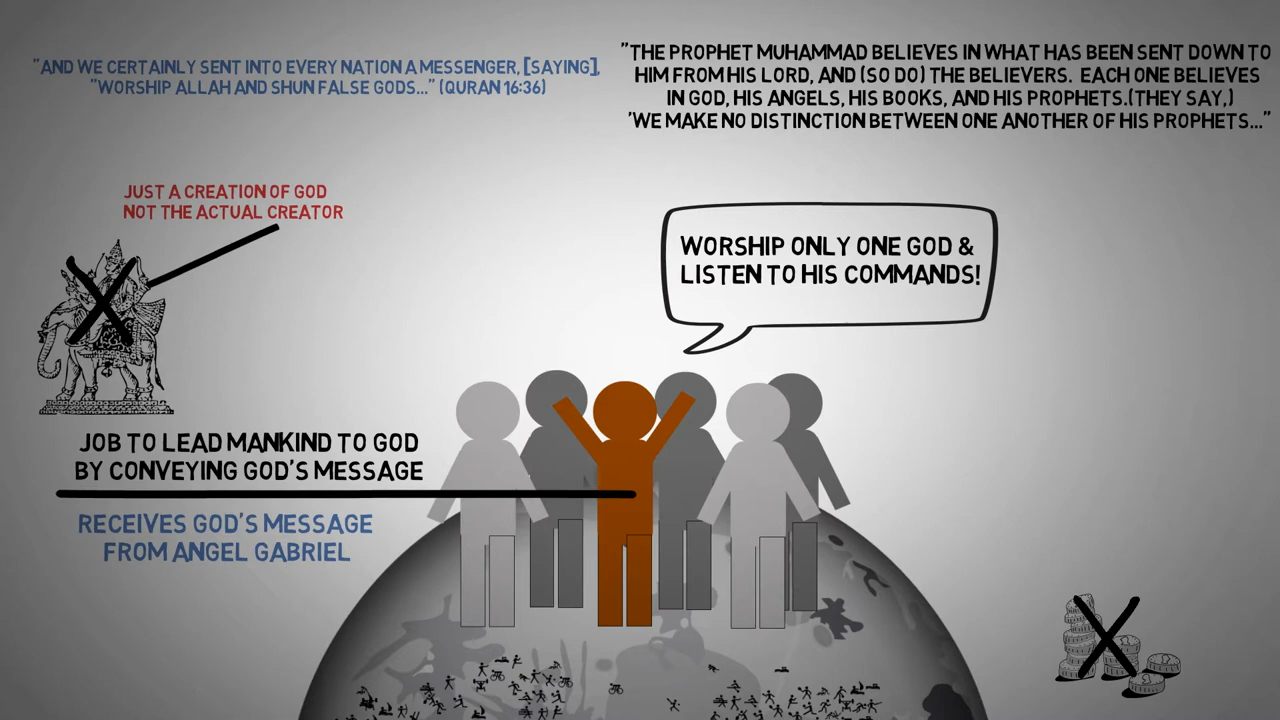 "AND WE CERTAINLY SENT INTO EVERY NATION A MESSENGER, [SAYING],
"WORSHIP ALLAH AND SHUN FALSE GODS..." (QURAN 16:36)
"THE PROPHET MUHAMMAD BELIEVES IN WHAT HAS BEEN SENT DOWN TO
HIM FROM HIS LORD, AND (SO DO) THE BELIEVERS. EACH ONE BELIEVES
IN GOD, HIS ANGELS, HIS BOOKS, AND HIS PROPHETS.(THEY SAY,)
'WE MAKE NO DISTINCTION BETWEEN ONE ANOTHER OF HIS PROPHETS..."
JUST A CREATION OF GOD
NOT THE ACTUAL CREATOR
WORSHIP ONLY ONE GOD &
LISTEN TO HIS COMMANDS!
JOB TO LEAD MANKIND TO GOD
BY CONVEYING GOD'S MESSAGE
RECEIVES GOD'S MESSAGE
FROM ANGEL GABRIEL